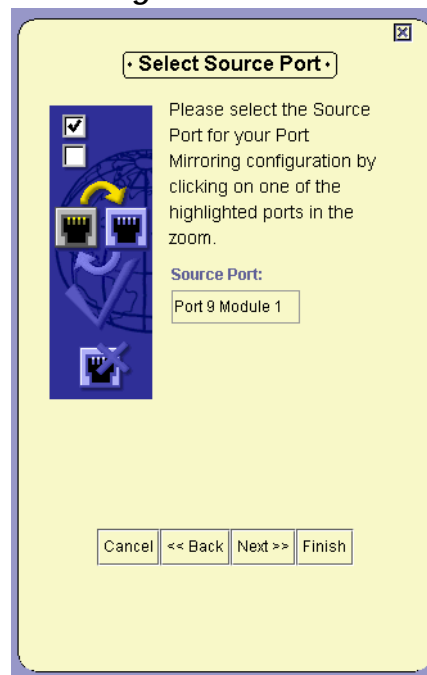 · Select Source Port ·
Please select the Source
Port for your Port
Mirroring configuration by
clicking on one of the
highlighted ports in the
zoom.
Source Port:
Port 9 Module 1
Cancel
<< Back
Next >>
Finish